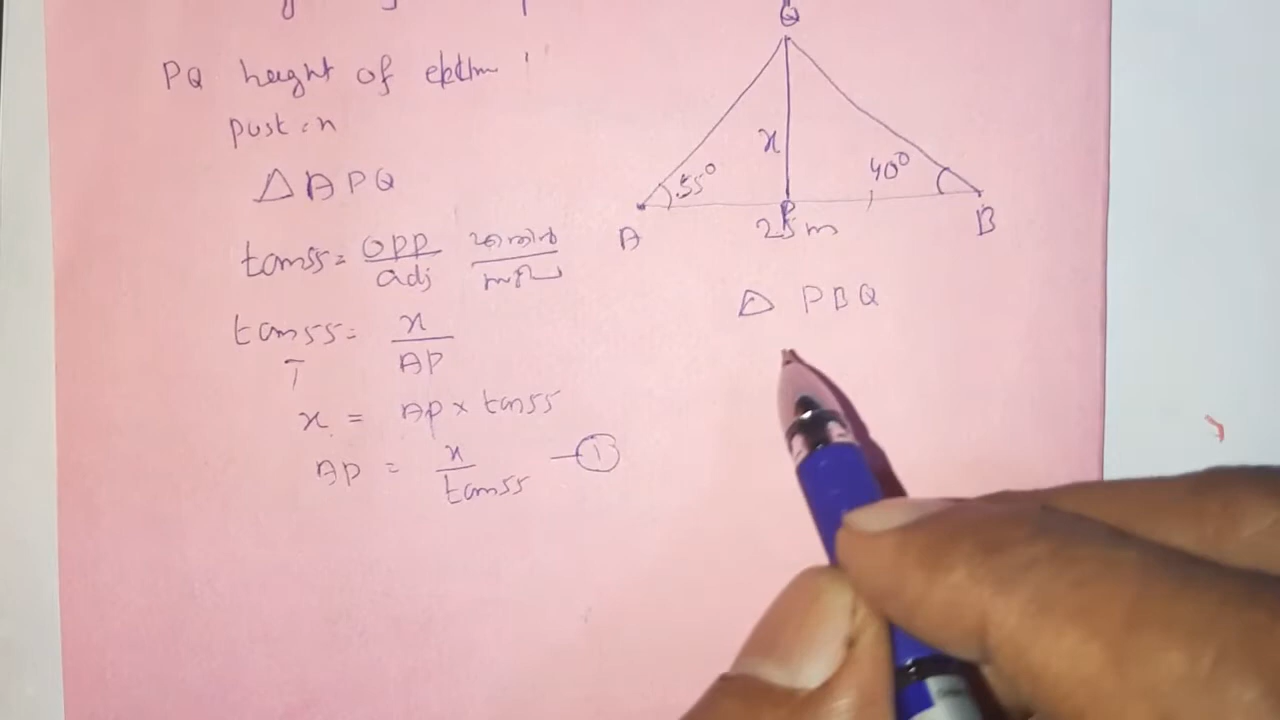 PQ height of
post = x
Δ APQ
tan55 = opp/adj
tan55 = x/AP
x = AP × tan55
AP = x/tan55 — ①
Q
x
55°
40°
A
P
B
25 m
Δ PBQ